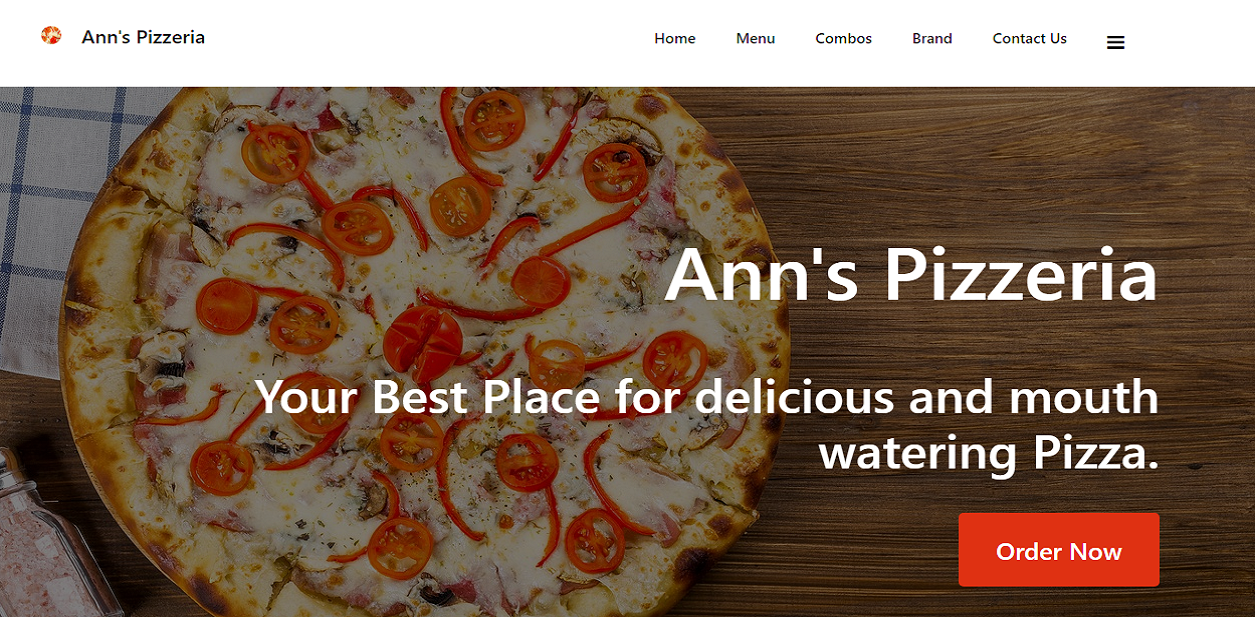 Ann's Pizzeria
Home
Menu
Combos
Brand
Contact Us
Ann's Pizzeria
Your Best Place for delicious and mouth
watering Pizza.
Order Now